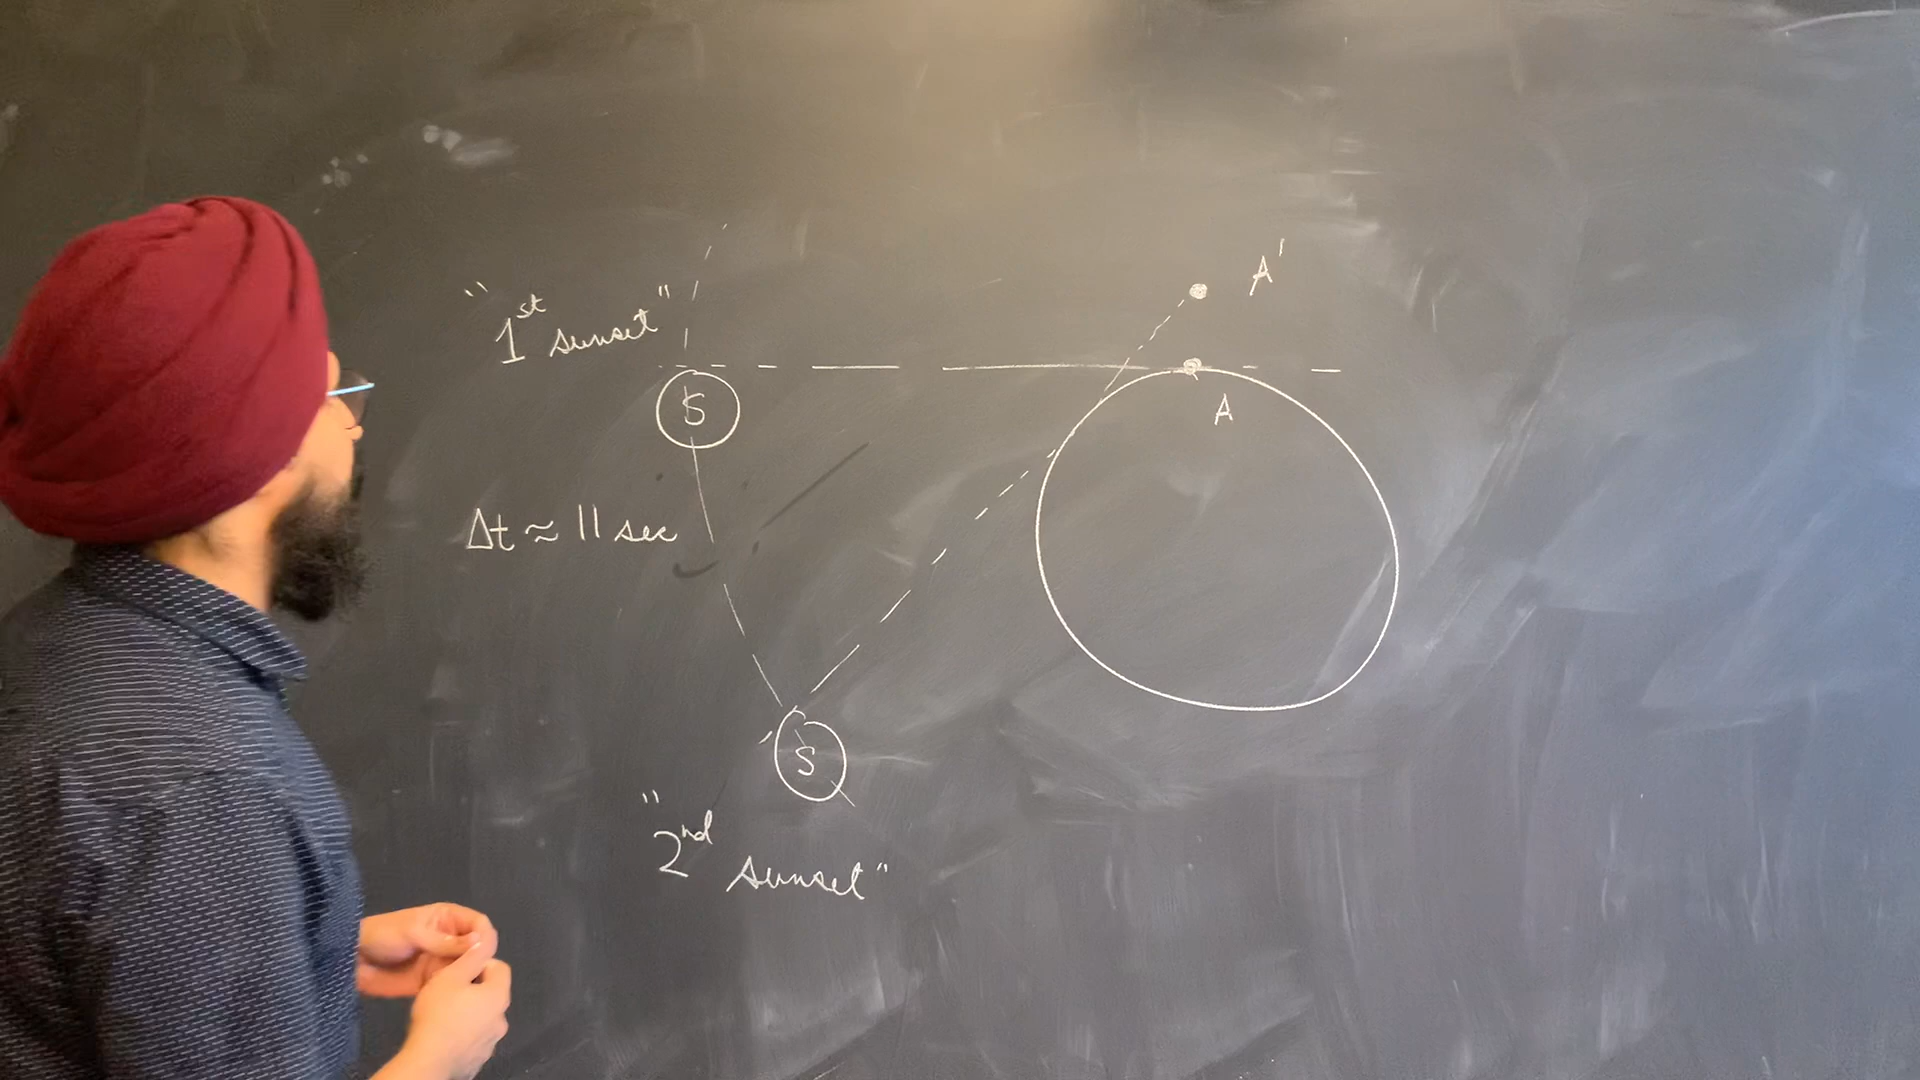 "1st sunset"
A'
S
A
Δt ≈ 11 sec
S
"2nd sunset"